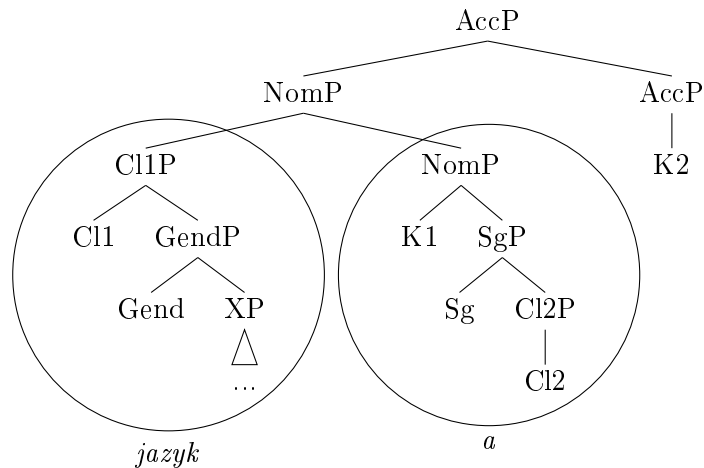 AccP
NomP AccP
Cl1P NomP K2
Cl1 GendP K1 SgP
Gend XP Sg Cl2P
... Cl2
jazyk a